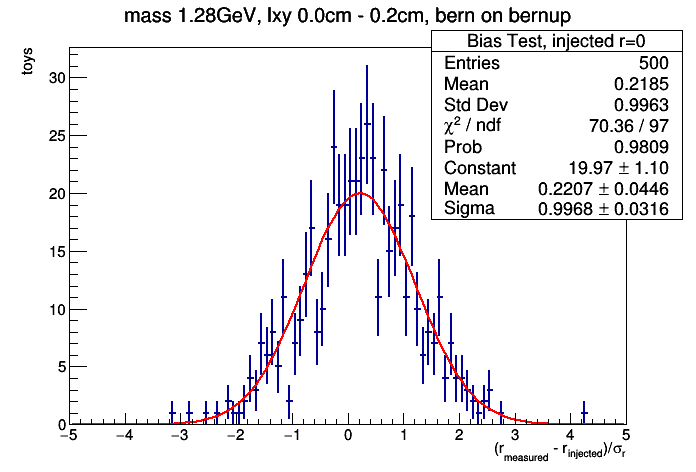 mass 1.28GeV, lxy 0.0cm - 0.2cm, bern on bernup
Bias Test, injected r=0
Entries 500
Mean 0.2185
Std Dev 0.9963
χ² / ndf 70.36 / 97
Prob 0.9809
Constant 19.97 ± 1.10
Mean 0.2207 ± 0.0446
Sigma 0.9968 ± 0.0316
toys
30
25
20
15
10
5
0
−5 −4 −3 −2 −1 0 1 2 3 4 5
(r_measured - r_injected)/σ_r